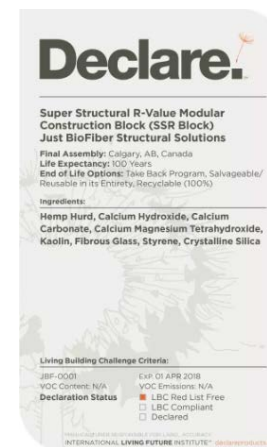 Declare.
Super Structural R-Value Modular
Construction Block (SSR Block)
Just BioFiber Structural Solutions
Final Assembly: Calgary, AB, Canada
Life Expectancy: 100 Years
End of Life Options: Take Back Program, Salvageable/
Reusable in its Entirety, Recyclable (100%)
Ingredients:
Hemp Hurd, Calcium Hydroxide, Calcium
Carbonate, Calcium Magnesium Tetrahydroxide,
Kaolin, Fibrous Glass, Styrene, Crystalline Silica
Living Building Challenge Criteria:
JBF-0001 Exp. 01 APR 2018
VOC Content: N/A VOC Emissions: N/A
Declaration Status LBC Red List Free
LBC Compliant
Declared
INTERNATIONAL LIVING FUTURE INSTITUTE™ declareproducts